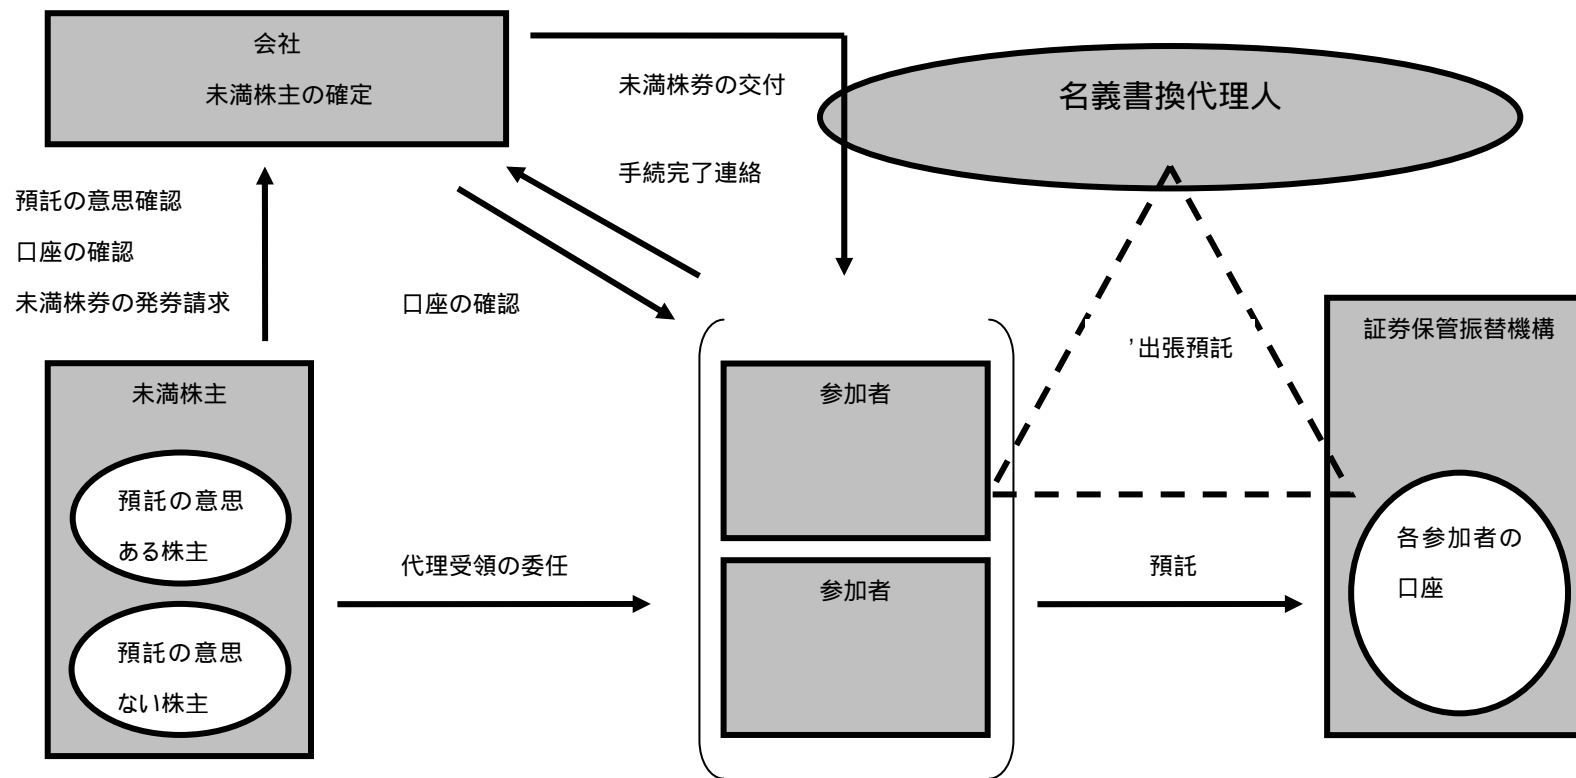 会社
未満株主の確定
未満株券の交付
名義書換代理人
手続完了連絡
預託の意思確認
口座の確認
未満株券の発券請求
口座の確認
証券保管振替機構
’出張預託
未満株主
参加者
預託の意思
ある株主
各参加者の
口座
代理受領の委任
預託
参加者
預託の意思
ない株主